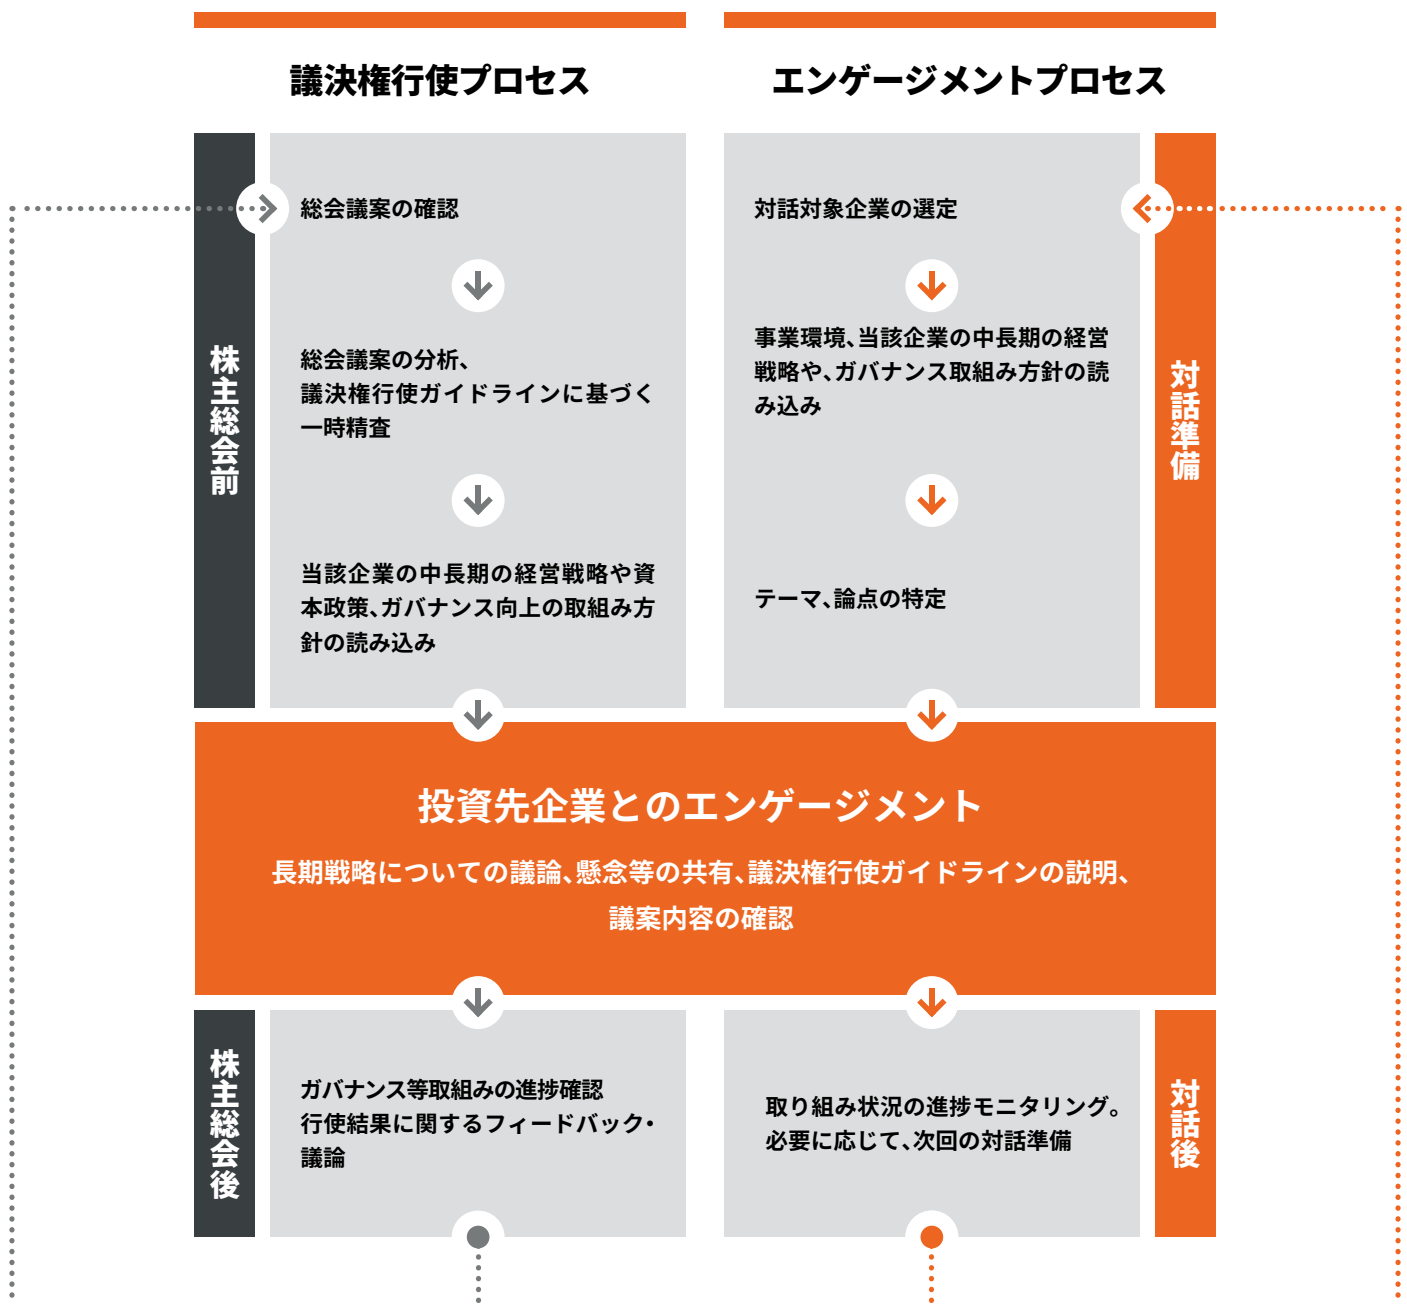 議決権行使プロセス
株主総会前
総会議案の確認
総会議案の分析、
議決権行使ガイドラインに基づく
一時精査
当該企業の中長期の経営戦略や資
本政策、ガバナンス向上の取組み方
針の読み込み
エンゲージメントプロセス
対話対象企業の選定
事業環境、当該企業の中長期の経営
戦略や、ガバナンス取組み方針の読
み込み
テーマ、論点の特定
対話準備
投資先企業とのエンゲージメント
長期戦略についての議論、懸念等の共有、議決権行使ガイドラインの説明、
議案内容の確認
株主総会後
ガバナンス等取組みの進捗確認
行使結果に関するフィードバック・
議論
取り組み状況の進捗モニタリング。
必要に応じて、次回の対話準備
対話後